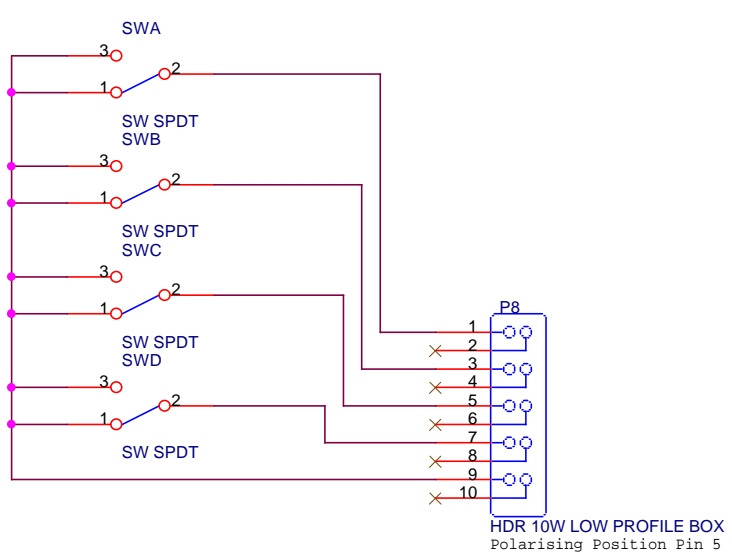 SWA
3
2
1
SW SPDT
SWB
3
2
1
SW SPDT
SWC
3
2
1
SW SPDT
SWD
3
2
1
SW SPDT
P8
1
2
3
4
5
6
7
8
9
10
HDR 10W LOW PROFILE BOX
Polarising Position Pin 5